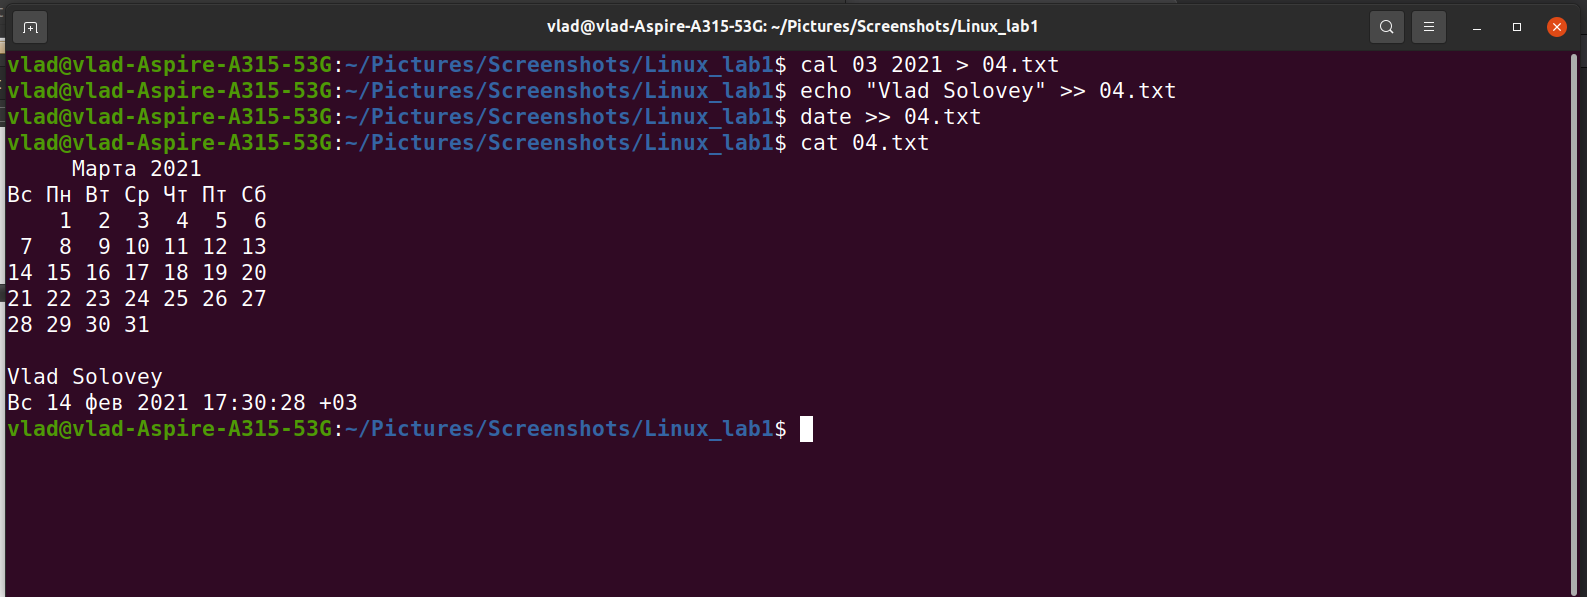 vlad@vlad-Aspire-A315-53G: ~/Pictures/Screenshots/Linux_lab1
vlad@vlad-Aspire-A315-53G:~/Pictures/Screenshots/Linux_lab1$ cal 03 2021 > 04.txt
vlad@vlad-Aspire-A315-53G:~/Pictures/Screenshots/Linux_lab1$ echo "Vlad Solovey" >> 04.txt
vlad@vlad-Aspire-A315-53G:~/Pictures/Screenshots/Linux_lab1$ date >> 04.txt
vlad@vlad-Aspire-A315-53G:~/Pictures/Screenshots/Linux_lab1$ cat 04.txt
     Марта 2021
Вс Пн Вт Ср Чт Пт Сб
    1  2  3  4  5  6
 7  8  9 10 11 12 13
14 15 16 17 18 19 20
21 22 23 24 25 26 27
28 29 30 31
Vlad Solovey
Вс 14 фев 2021 17:30:28 +03
vlad@vlad-Aspire-A315-53G:~/Pictures/Screenshots/Linux_lab1$